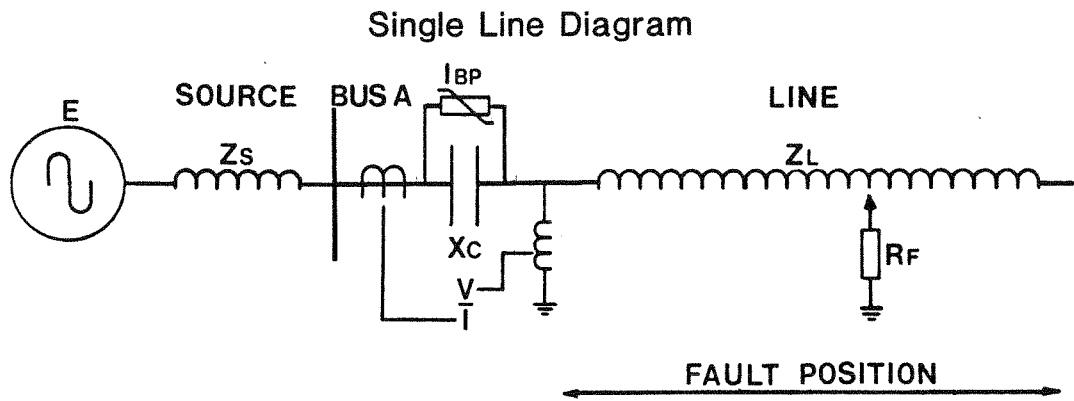 Single Line Diagram
IBP
SOURCE BUS A LINE
E
ZS ZL
XC
RF
V
I
FAULT POSITION